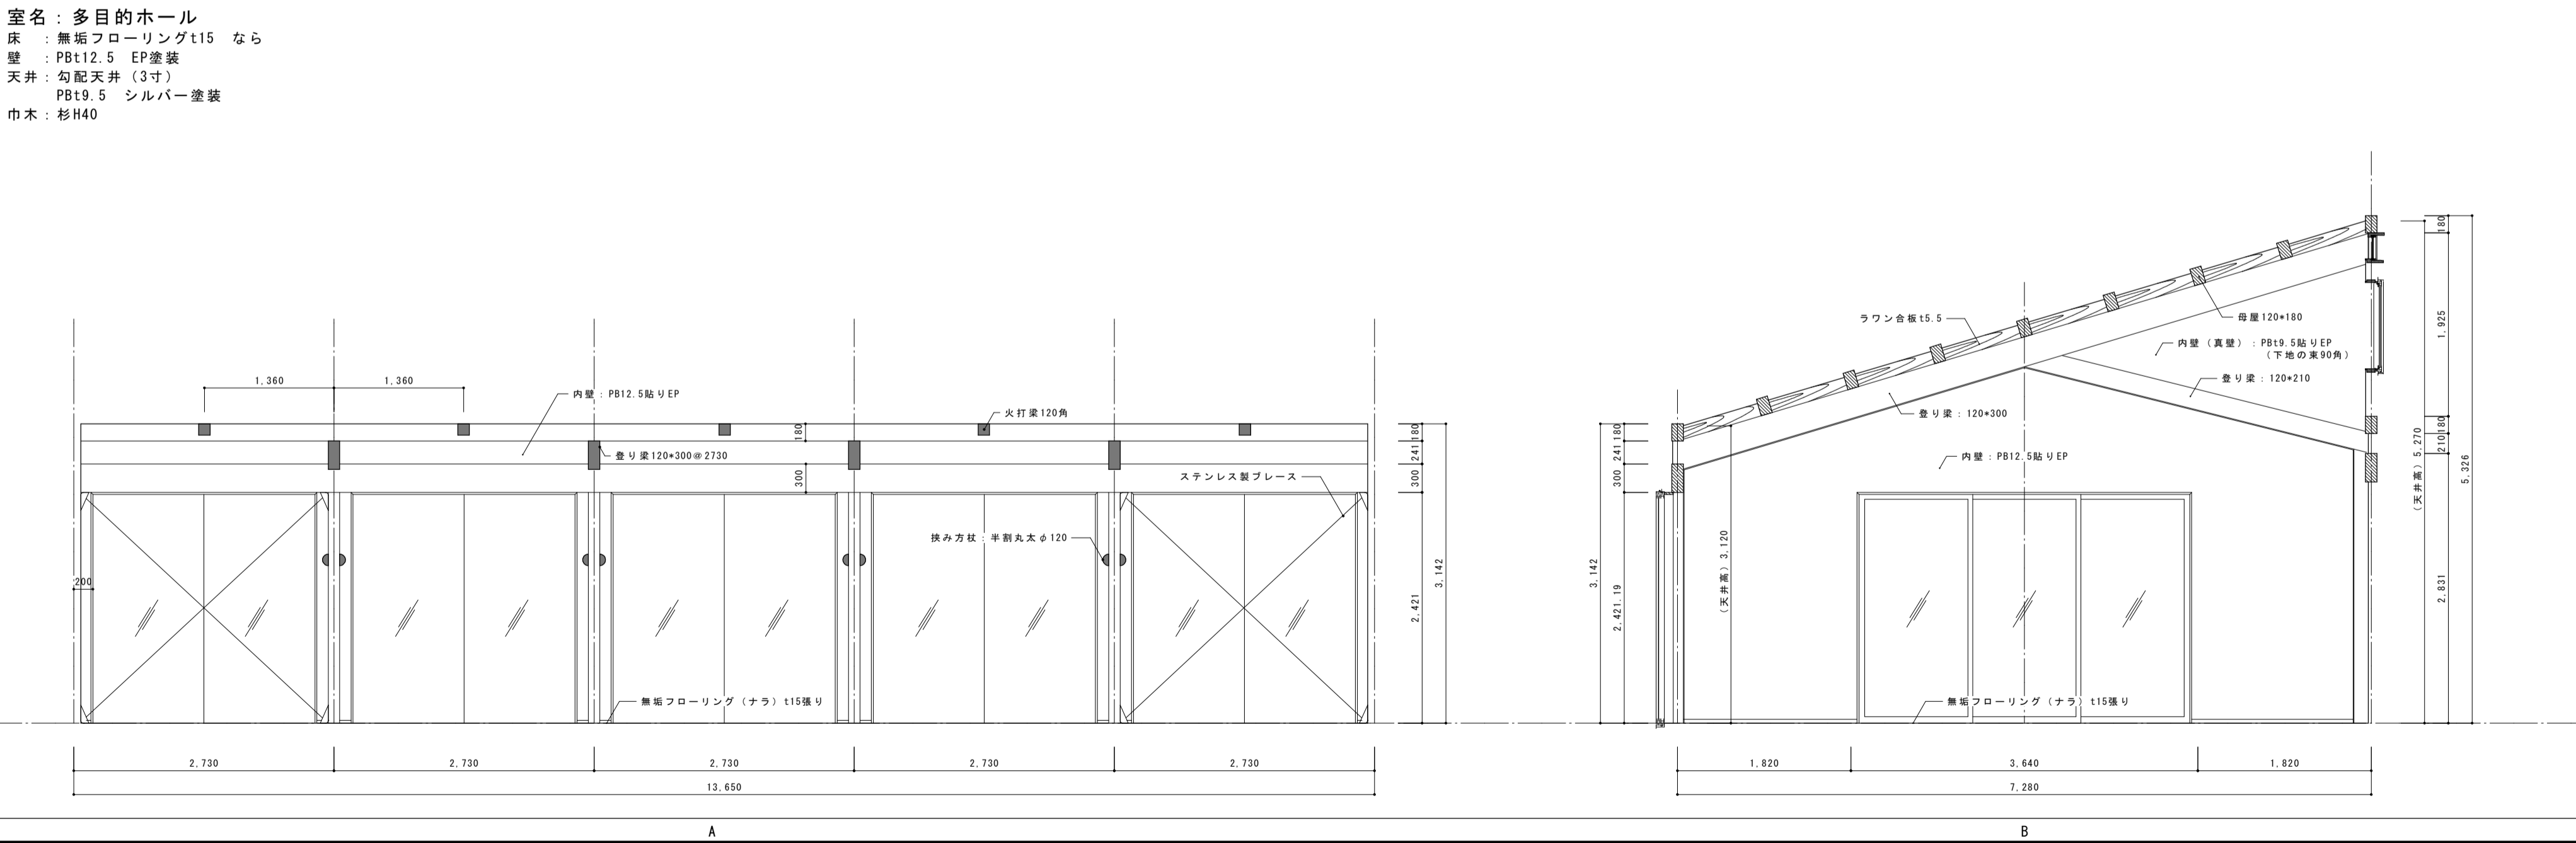 室名：多目的ホール
床　：無垢フローリングt15　なら
壁　：PBt12.5　EP塗装
天井：勾配天井（3寸）
PBt9.5　シルバー塗装
巾木：杉H40
1,360
1,360
内壁：PB12.5貼りEP
火打梁120角
180
登り梁120*300@2730
300
ステンレス製ブレース
挟み方杖：半割丸太φ120
200
無垢フローリング（ナラ）t15張り
180
241
300
2,421
3,142
2,730
2,730
2,730
2,730
2,730
13,650
A
ラワン合板t5.5
母屋120*180
内壁（真壁）：PBt9.5貼りEP
（下地の束90角）
登り梁：120*210
登り梁：120*300
内壁：PB12.5貼りEP
180
241
300
3,142
2,421.19
（天井高）3,120
無垢フローリング（ナラ）t15張り
180
1,925
180
210
2,831
（天井高）5,270
5,326
1,820
3,640
1,820
7,280
B